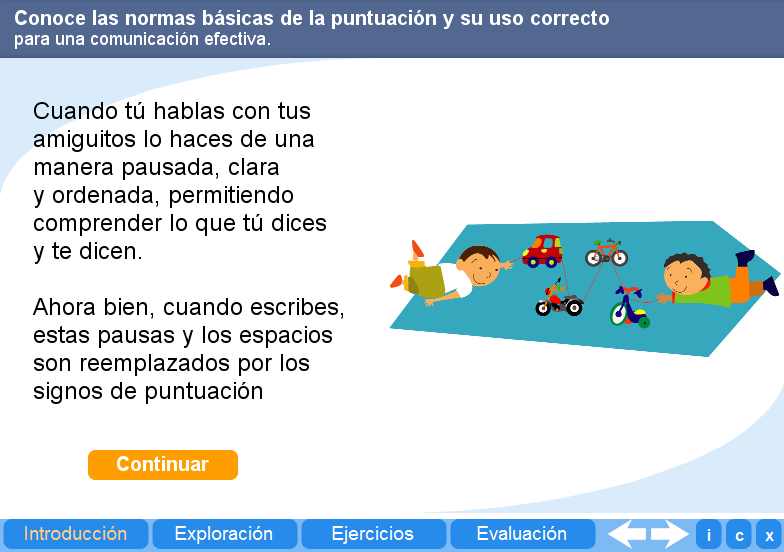 Conoce las normas básicas de la puntuación y su uso correcto
para una comunicación efectiva.
Cuando tú hablas con tus
amiguitos lo haces de una
manera pausada, clara
y ordenada, permitiendo
comprender lo que tú dices
y te dicen.
Ahora bien, cuando escribes,
estas pausas y los espacios
son reemplazados por los
signos de puntuación
Continuar
Introducción Exploración Ejercicios Evaluación i c x